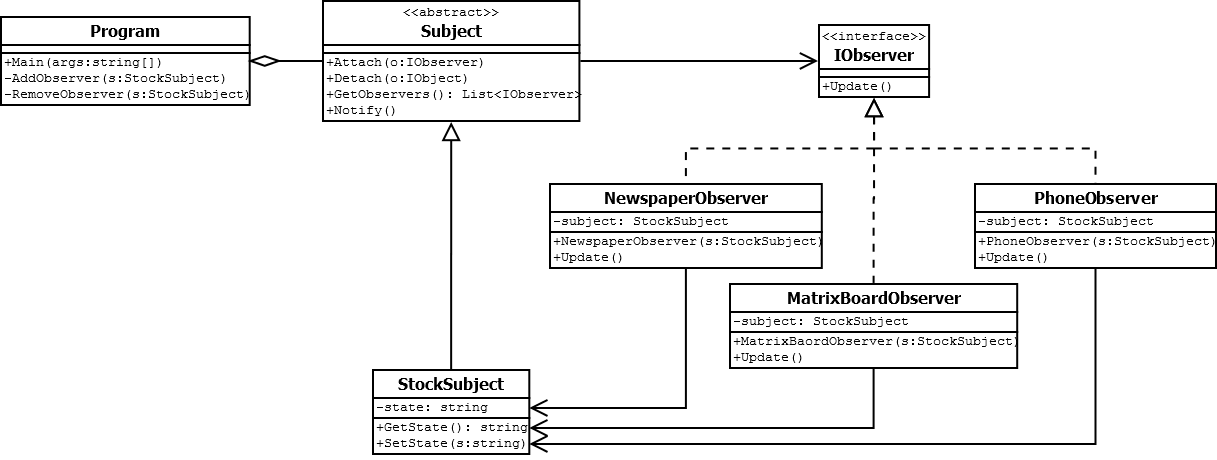 Program
+Main(args:string[])
-AddObserver(s:StockSubject)
-RemoveObserver(s:StockSubject)
<<abstract>>
Subject
+Attach(o:IObserver)
+Detach(o:IObject)
+GetObservers(): List<IObserver>
+Notify()
<<interface>>
IObserver
+Update()
NewspaperObserver
-subject: StockSubject
+NewspaperObserver(s:StockSubject)
+Update()
PhoneObserver
-subject: StockSubject
+PhoneObserver(s:StockSubject)
+Update()
MatrixBoardObserver
-subject: StockSubject
+MatrixBaordObserver(s:StockSubject)
+Update()
StockSubject
-state: string
+GetState(): string
+SetState(s:string)